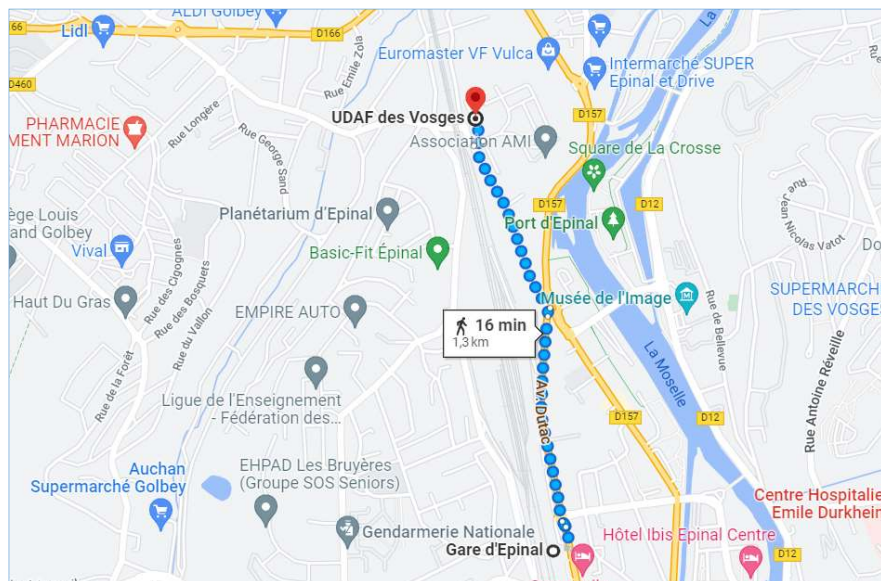 ALDI Golbey
D166
Lidl
D166
D460
Rue Emile Zola
Euromaster VF Vulca
Intermarché SUPER
Epinal et Drive
Rue Longère
UDAF des Vosges
D157
PHARMACIE
MENT MARION
Association AMI
Rue George
Sand
Square de La Crosse
Rue Jean Nicolas Vatot
ège Louis
and Golbey
Planétarium d'Epinal
D157
D157
D12
Port d'Epinal
Vival
Basic-Fit Épinal
Rue des Cigognes
Rue des Bosquets
Haut Du Gras
Musée de l'Image
SUPERMARCH
DES VOSGES
EMPIRE AUTO
16 min
1,3 km
Rue du Vallon
Rue de Bellevue
Rue de la Forêt
La Moselle
Rue Antoine Réveille
Av. Dutac
Ligue de l'Enseignement
- Fédération des...
D157
D12
Auchan
Supermarché Golbey
EHPAD Les Bruyères
(Groupe SOS Seniors)
Centre Hospitalie
Emile Durkheim
Gendarmerie Nationale
Hôtel Ibis Epinal Centre
Gare d'Epinal
D12